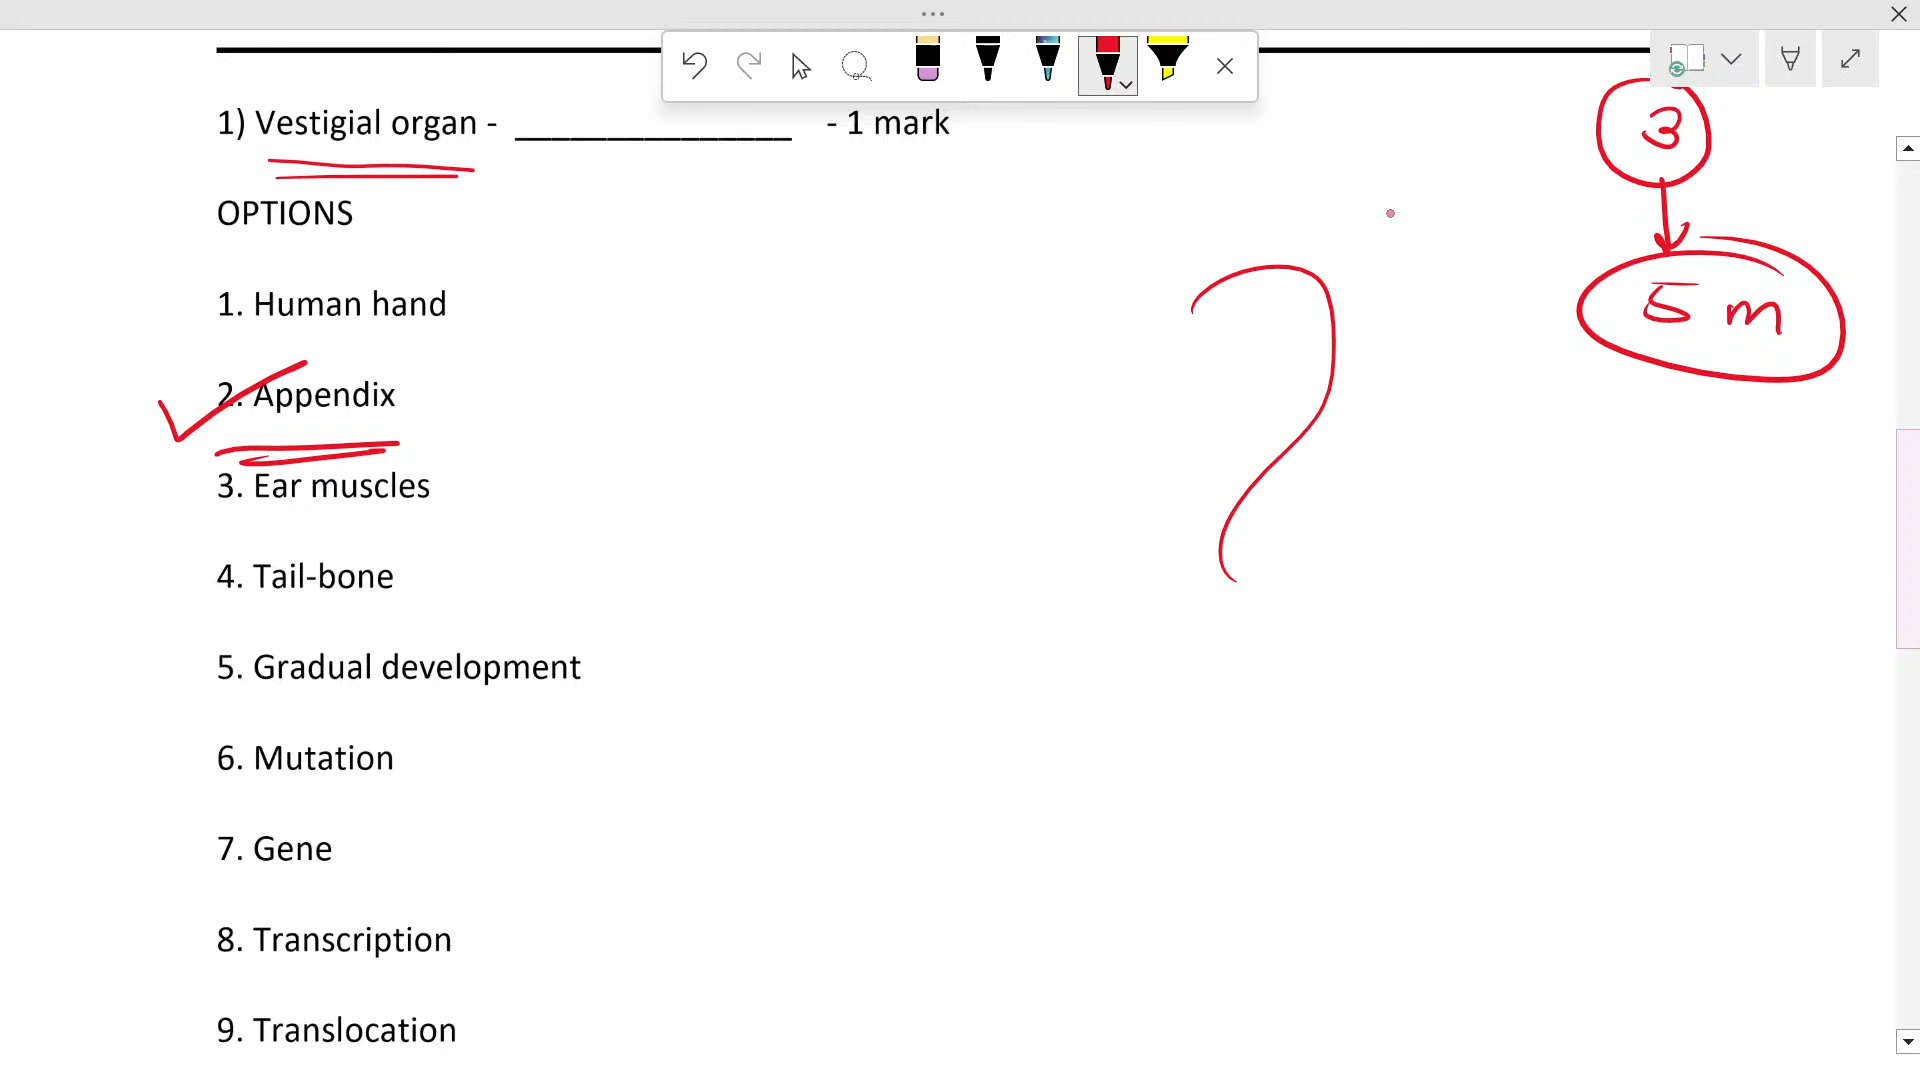 1) Vestigial organ - _______________ - 1 mark
3
OPTIONS
5 m
1. Human hand
2. Appendix
3. Ear muscles
4. Tail-bone
5. Gradual development
6. Mutation
7. Gene
8. Transcription
9. Translocation